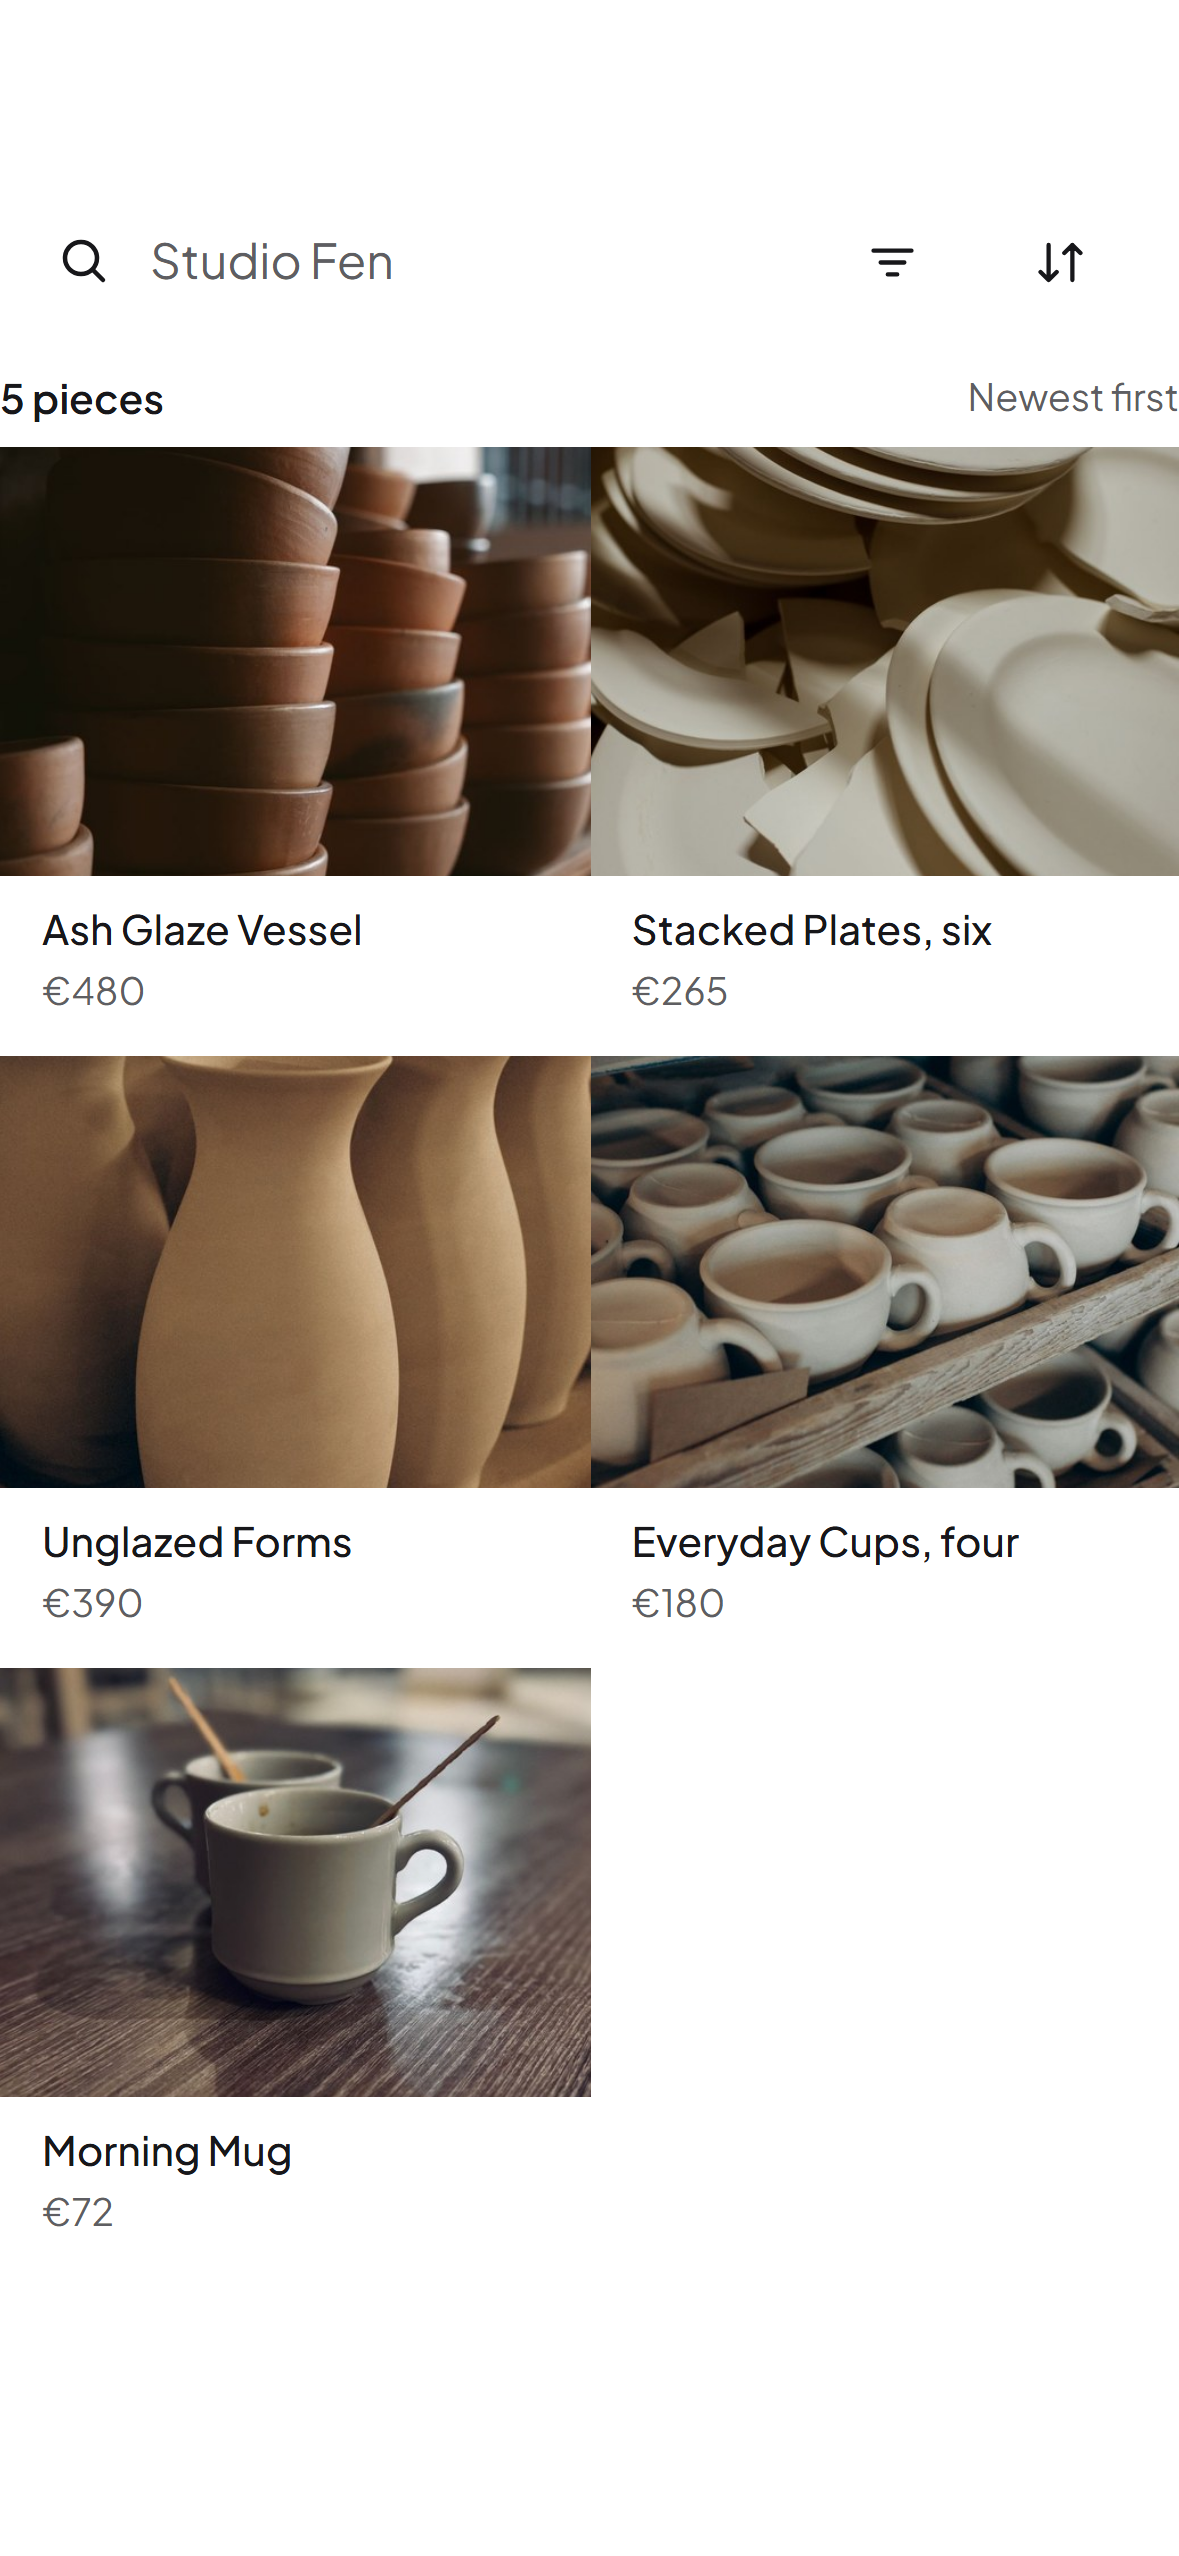 Studio Fen
5 pieces
Newest first
Ash Glaze Vessel
€480
Stacked Plates, six
€265
Unglazed Forms
€390
Everyday Cups, four
€180
Morning Mug
€72